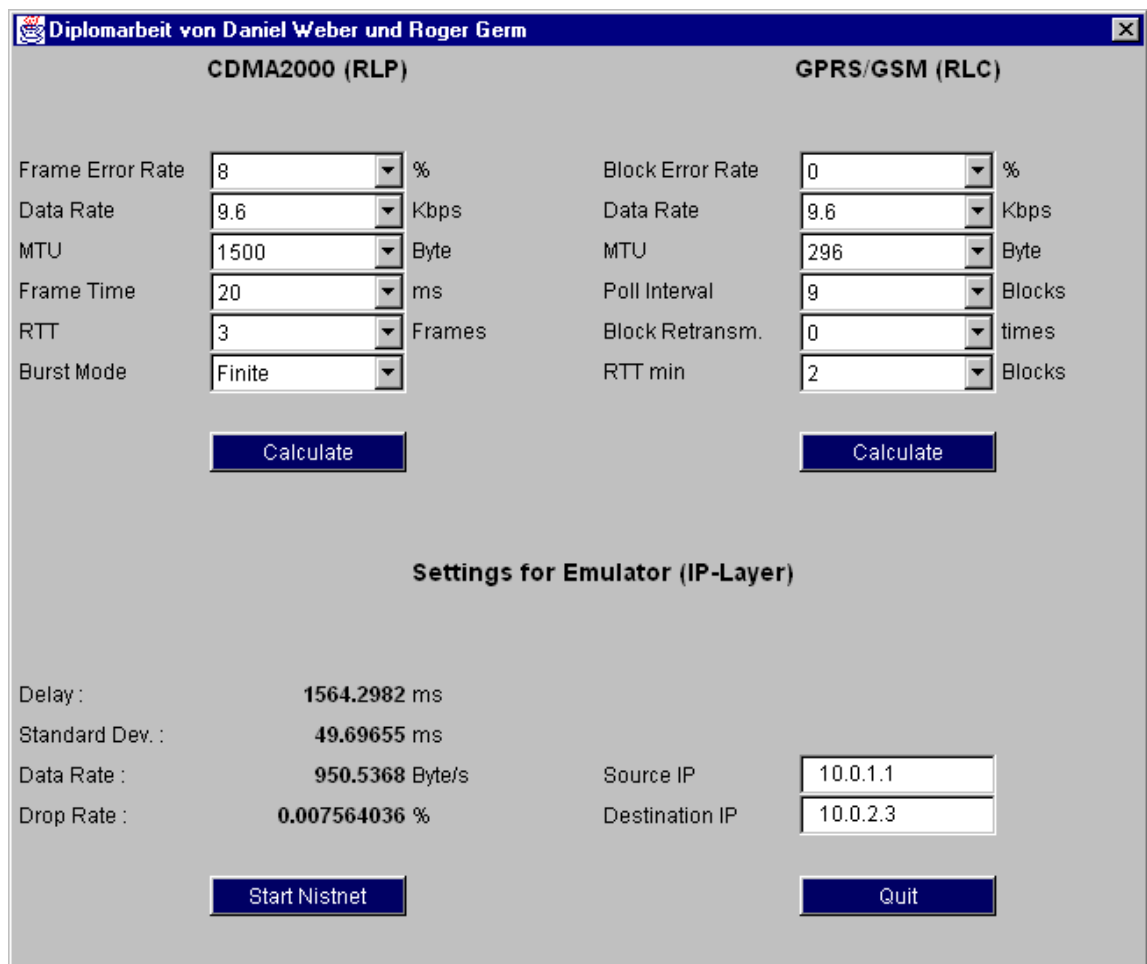 Diplomarbeit von Daniel Weber und Roger Germ
CDMA2000 (RLP) GPRS/GSM (RLC)
Frame Error Rate 8 % Block Error Rate 0 %
Data Rate 9.6 Kbps Data Rate 9.6 Kbps
MTU 1500 Byte MTU 296 Byte
Frame Time 20 ms Poll Interval 9 Blocks
RTT 3 Frames Block Retransm. 0 times
Burst Mode Finite RTT min 2 Blocks
Calculate Calculate
Settings for Emulator (IP-Layer)
Delay : 1564.2982 ms
Standard Dev. : 49.69655 ms
Data Rate : 950.5368 Byte/s Source IP 10.0.1.1
Drop Rate : 0.007564036 % Destination IP 10.0.2.3
Start Nistnet Quit